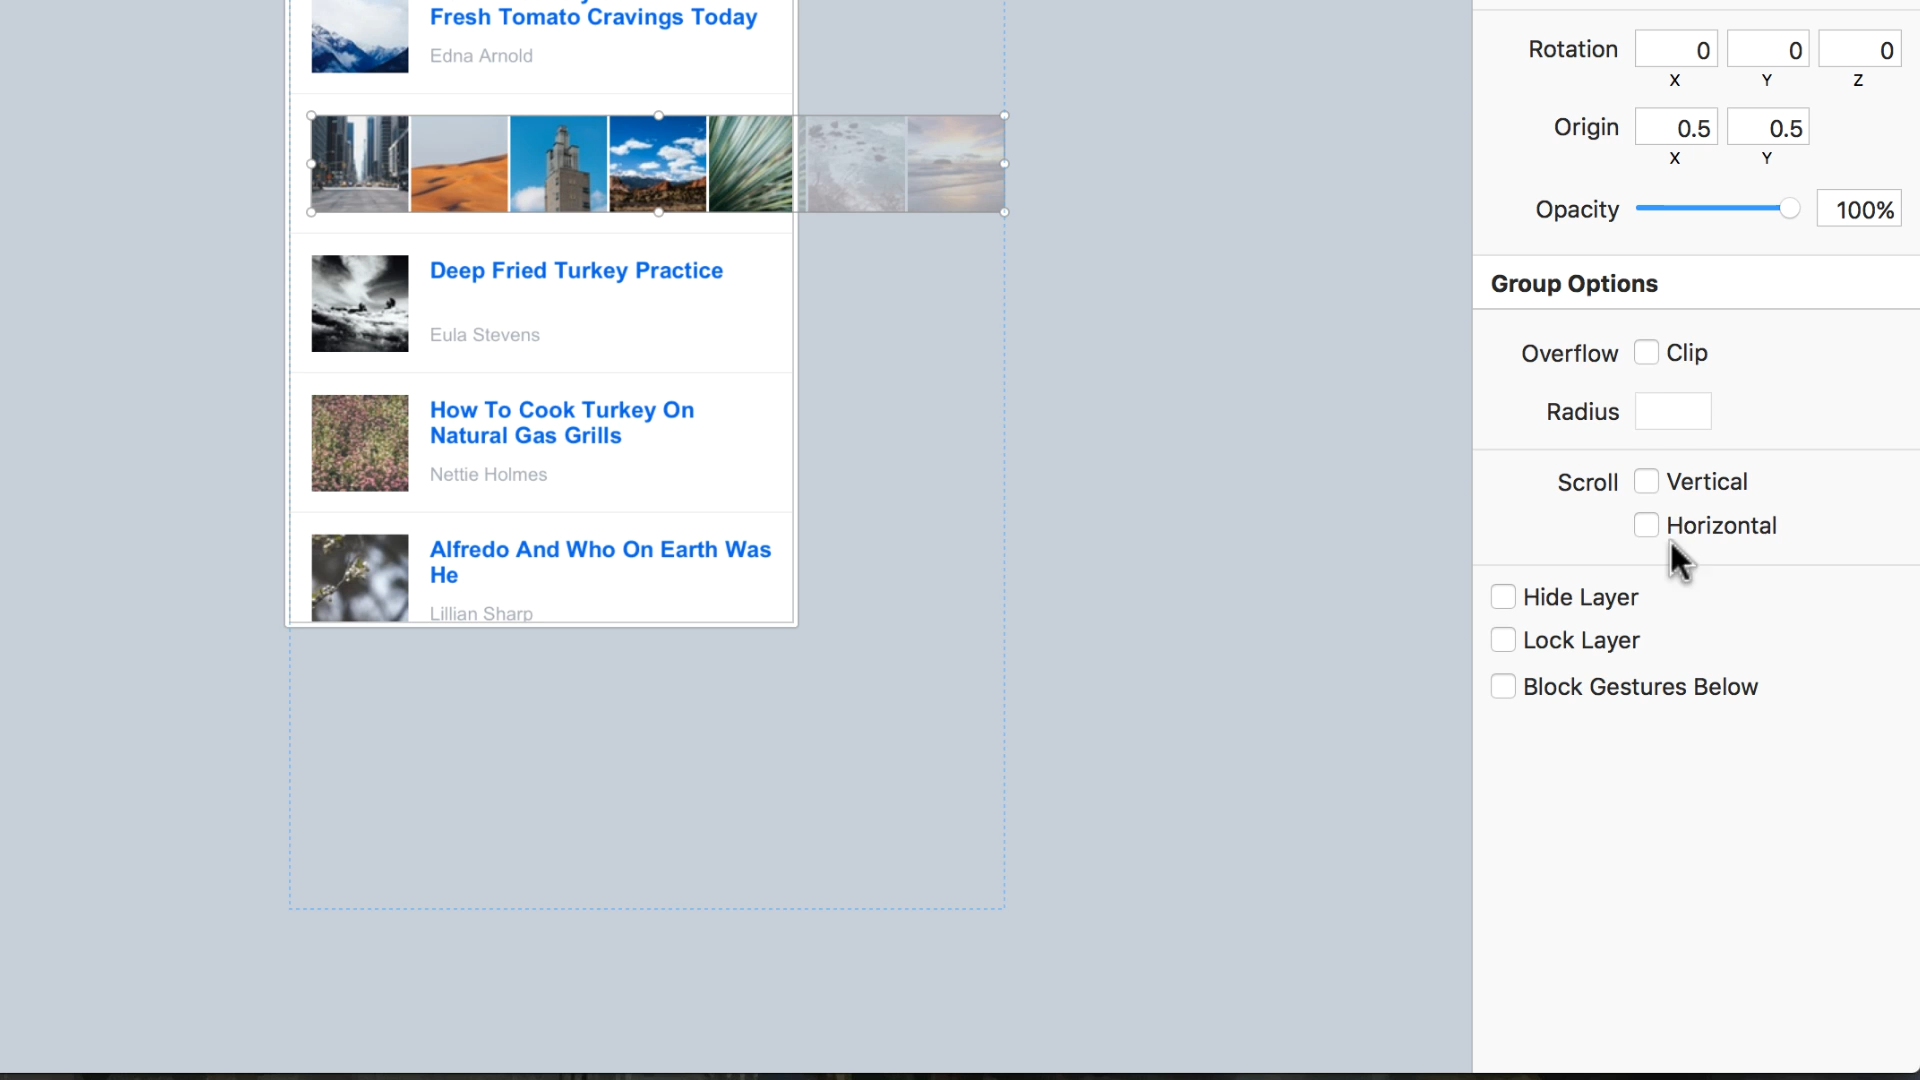 Fresh Tomato Cravings Today
Edna Arnold
Deep Fried Turkey Practice
Eula Stevens
How To Cook Turkey On
Natural Gas Grills
Nettie Holmes
Alfredo And Who On Earth Was
He
Lillian Sharp
Rotation 0 0 0
X Y Z
Origin 0.5 0.5
X Y
Opacity 100%
Group Options
Overflow Clip
Radius
Scroll Vertical
Horizontal
Hide Layer
Lock Layer
Block Gestures Below